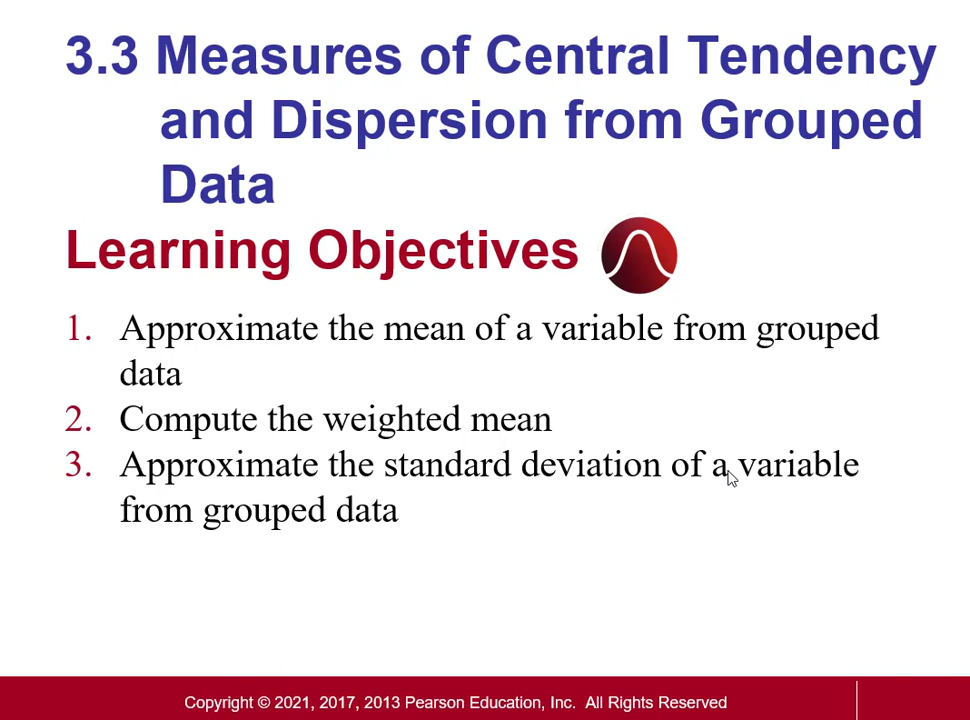 3.3 Measures of Central Tendency
and Dispersion from Grouped
Data
Learning Objectives
1. Approximate the mean of a variable from grouped
data
2. Compute the weighted mean
3. Approximate the standard deviation of a variable
from grouped data
Copyright © 2021, 2017, 2013 Pearson Education, Inc. All Rights Reserved